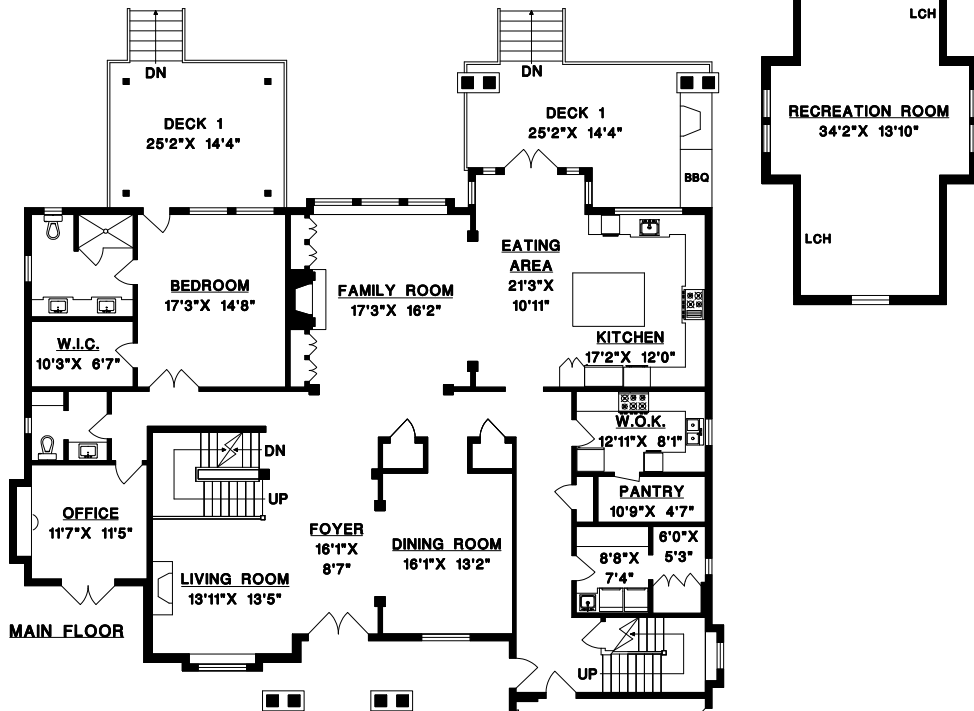 LCH
DN
DN
DECK 1
25'2"X 14'4"
DECK 1
25'2"X 14'4"
RECREATION ROOM
34'2"X 13'10"
BBQ
LCH
EATING
AREA
21'3"X
10'11"
BEDROOM
17'3"X 14'8"
FAMILY ROOM
17'3"X 16'2"
W.I.C.
10'3"X 6'7"
KITCHEN
17'2"X 12'0"
W.O.K.
12'11"X 8'1"
DN
UP
PANTRY
10'9"X 4'7"
OFFICE
11'7"X 11'5"
FOYER
16'1"X
8'7"
DINING ROOM
16'1"X 13'2"
6'0"X
5'3"
8'8"X
7'4"
LIVING ROOM
13'11"X 13'5"
MAIN FLOOR
UP